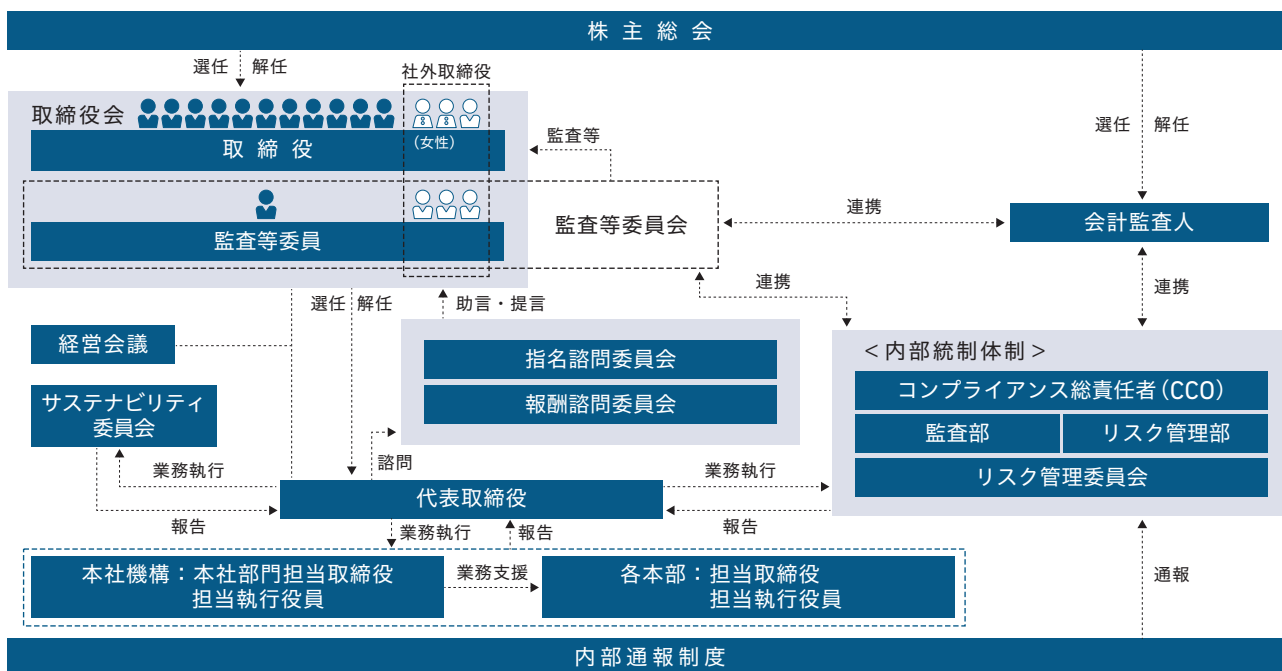 株主総会
選任 解任
社外取締役
取締役会
取締役
(女性)
監査等
選任 解任
監査等委員
監査等委員会
連携
会計監査人
選任 解任
助言・提言
連携
連携
経営会議
指名諮問委員会
報酬諮問委員会
<内部統制体制>
コンプライアンス総責任者(CCO)
監査部
リスク管理部
リスク管理委員会
サステナビリティ
委員会
業務執行
諮問
業務執行
代表取締役
報告
業務執行
報告
報告
本社機構:本社部門担当取締役
担当執行役員
業務支援
各本部:担当取締役
担当執行役員
通報
内部通報制度